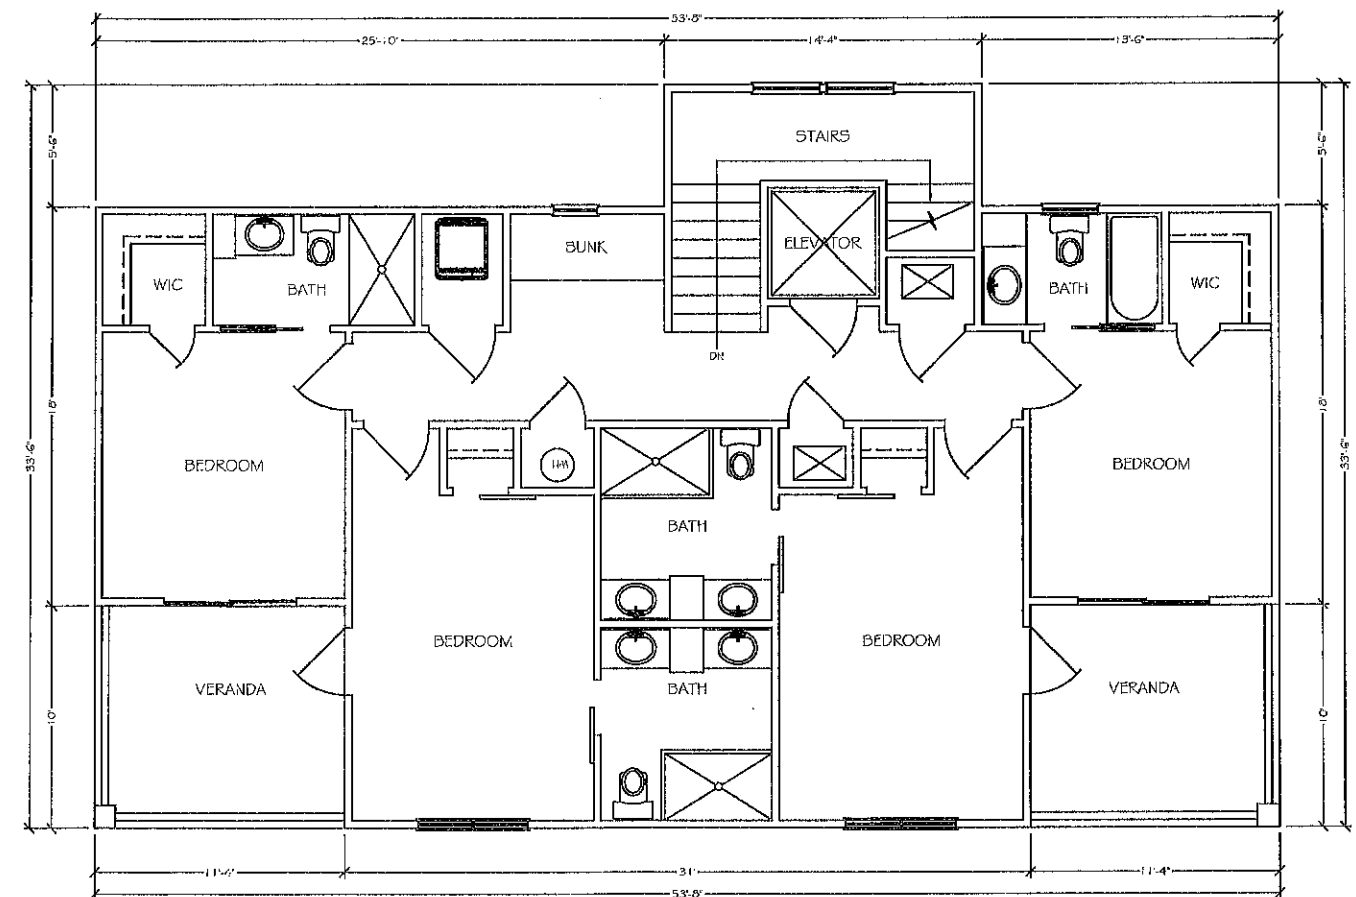 53'-8"
25'-10"
14'-4"
13'-6"
5'-6"
5'-6"
STAIRS
ELEVATOR
BUNK
WIC
BATH
BATH
WIC
DN
18'
18'
33'-6"
33'-6"
BEDROOM
HW
BEDROOM
BATH
BEDROOM
BEDROOM
VERANDA
BATH
VERANDA
10'
10'
31'
11'-4"
53'-8"